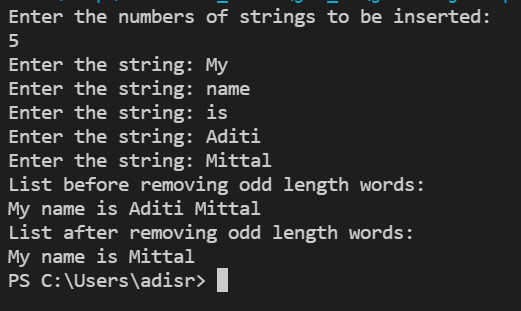 Enter the numbers of strings to be inserted:
5
Enter the string: My
Enter the string: name
Enter the string: is
Enter the string: Aditi
Enter the string: Mittal
List before removing odd length words:
My name is Aditi Mittal
List after removing odd length words:
My name is Mittal
PS C:\Users\adisr>